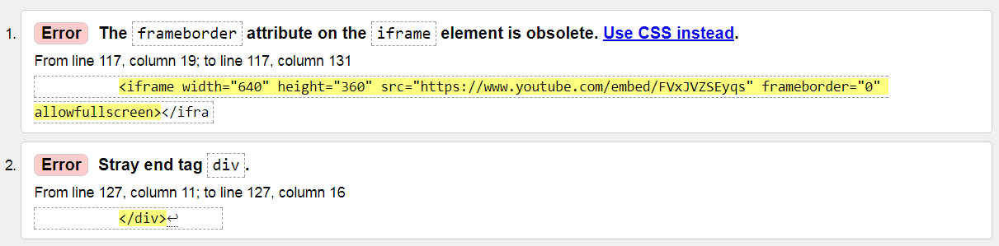 1. Error The frameborder attribute on the iframe element is obsolete. Use CSS instead.
From line 117, column 19; to line 117, column 131
<iframe width="640" height="360" src="https://www.youtube.com/embed/FVxJVZSEyqs" frameborder="0"
allowfullscreen></ifra
2. Error Stray end tag div.
From line 127, column 11; to line 127, column 16
</div>↩